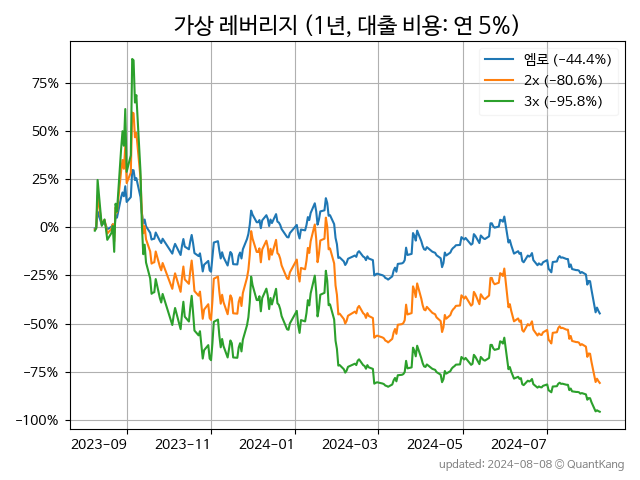 가상 레버리지 (1년, 대출 비용: 연 5%)
엠로 (−44.4%)
2x (−80.6%)
3x (−95.8%)
75%
50%
25%
0%
−25%
−50%
−75%
−100%
2023-09 2023-11 2024-01 2024-03 2024-05 2024-07
updated: 2024-08-08 © QuantKang